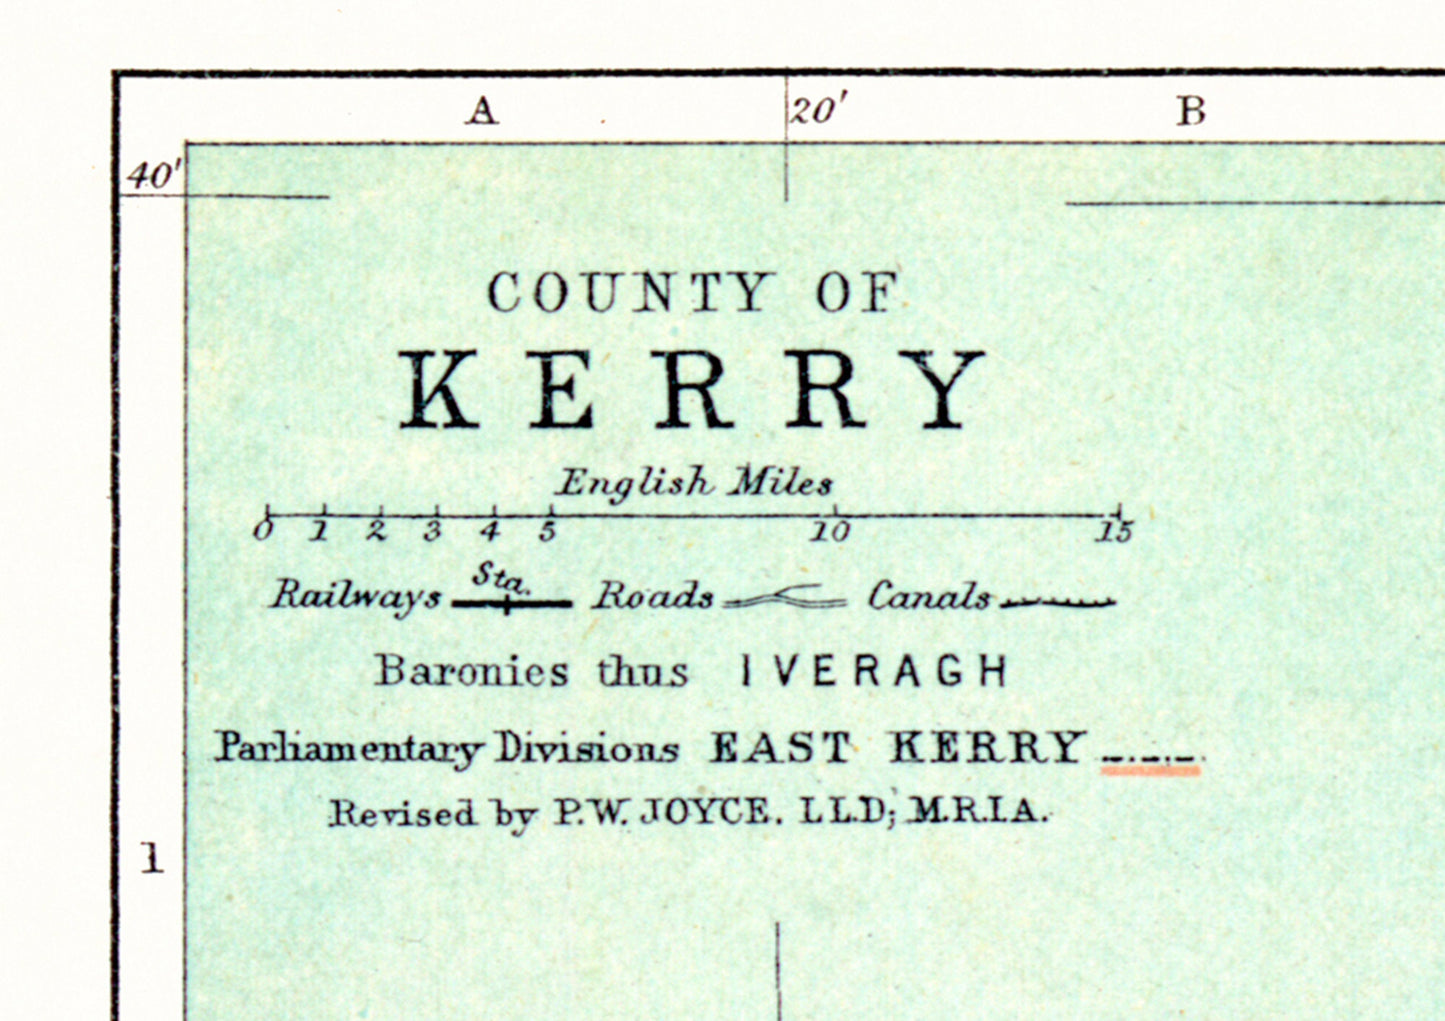 A 20' B
40'
COUNTY OF
KERRY
English Miles
0 1 2 3 4 5 10 15
Railways Sta. Roads Canals
Baronies thus IVERAGH
Parliamentary Divisions EAST KERRY
Revised by P.W. JOYCE. LL.D; M.R.I.A.
1